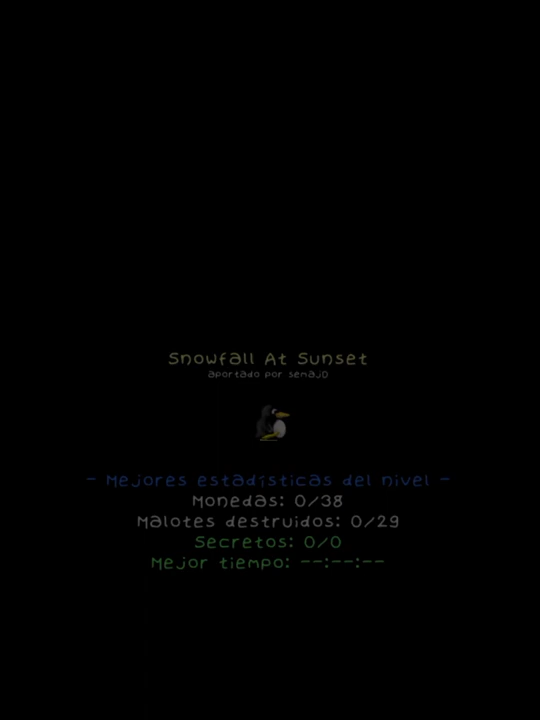 Snowfall At Sunset
aportado por semajD
- Mejores estadísticas del nivel -
Monedas: 0/38
Malotes destruidos: 0/29
Secretos: 0/0
Mejor tiempo: --:--:--